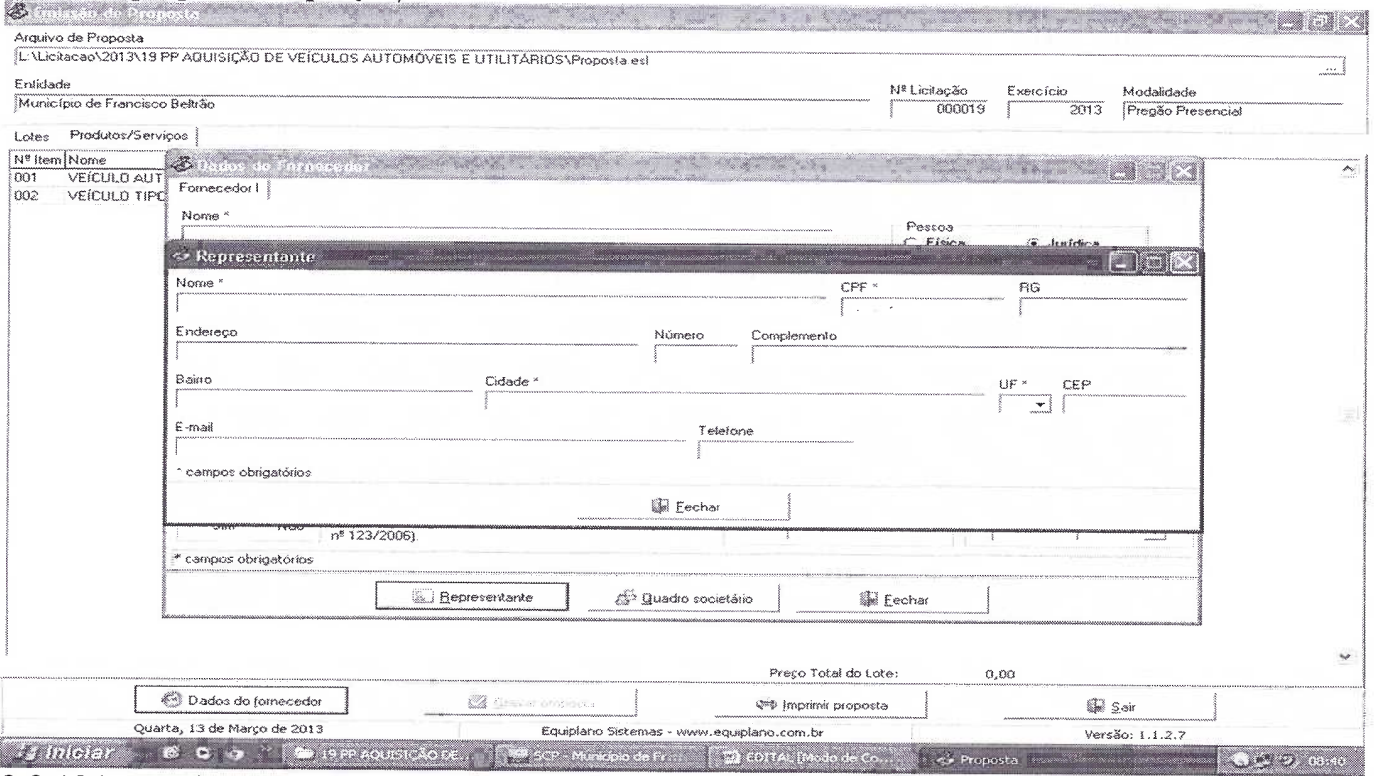 Emissão de Proposta
Arquivo de Proposta
L:\Licitacao\2013\19 PP AQUISIÇÃO DE VEÍCULOS AUTOMÓVEIS E UTILITÁRIOS\Proposta.esl
...
Entidade
Nº Licitação Exercício Modalidade
Município de Francisco Beltrão 000019 2013 Pregão Presencial
Lotes Produtos/Serviços
Nº Item Nome
001 VEÍCULO AUT
002 VEÍCULO TIPO
Dados do Fornecedor
Fornecedor I
Nome *
Pessoa
Física Jurídica
Representante
Nome * CPF * RG
Endereço Número Complemento
Bairro Cidade * UF * CEP
E-mail Telefone
* campos obrigatórios
Fechar
Sim Não
nº 123/2006).
* campos obrigatórios
Representante Quadro societário Fechar
Preço Total do Lote: 0,00
Dados do fornecedor Gravar proposta Imprimir proposta Sair
Quarta, 13 de Março de 2013 Equiplano Sistemas - www.equiplano.com.br Versão: 1.1.2.7
Iniciar 19 PP AQUISIÇÃO DE... SCP - Município de Fr... EDITAL [Modo de Co... Proposta 08:40